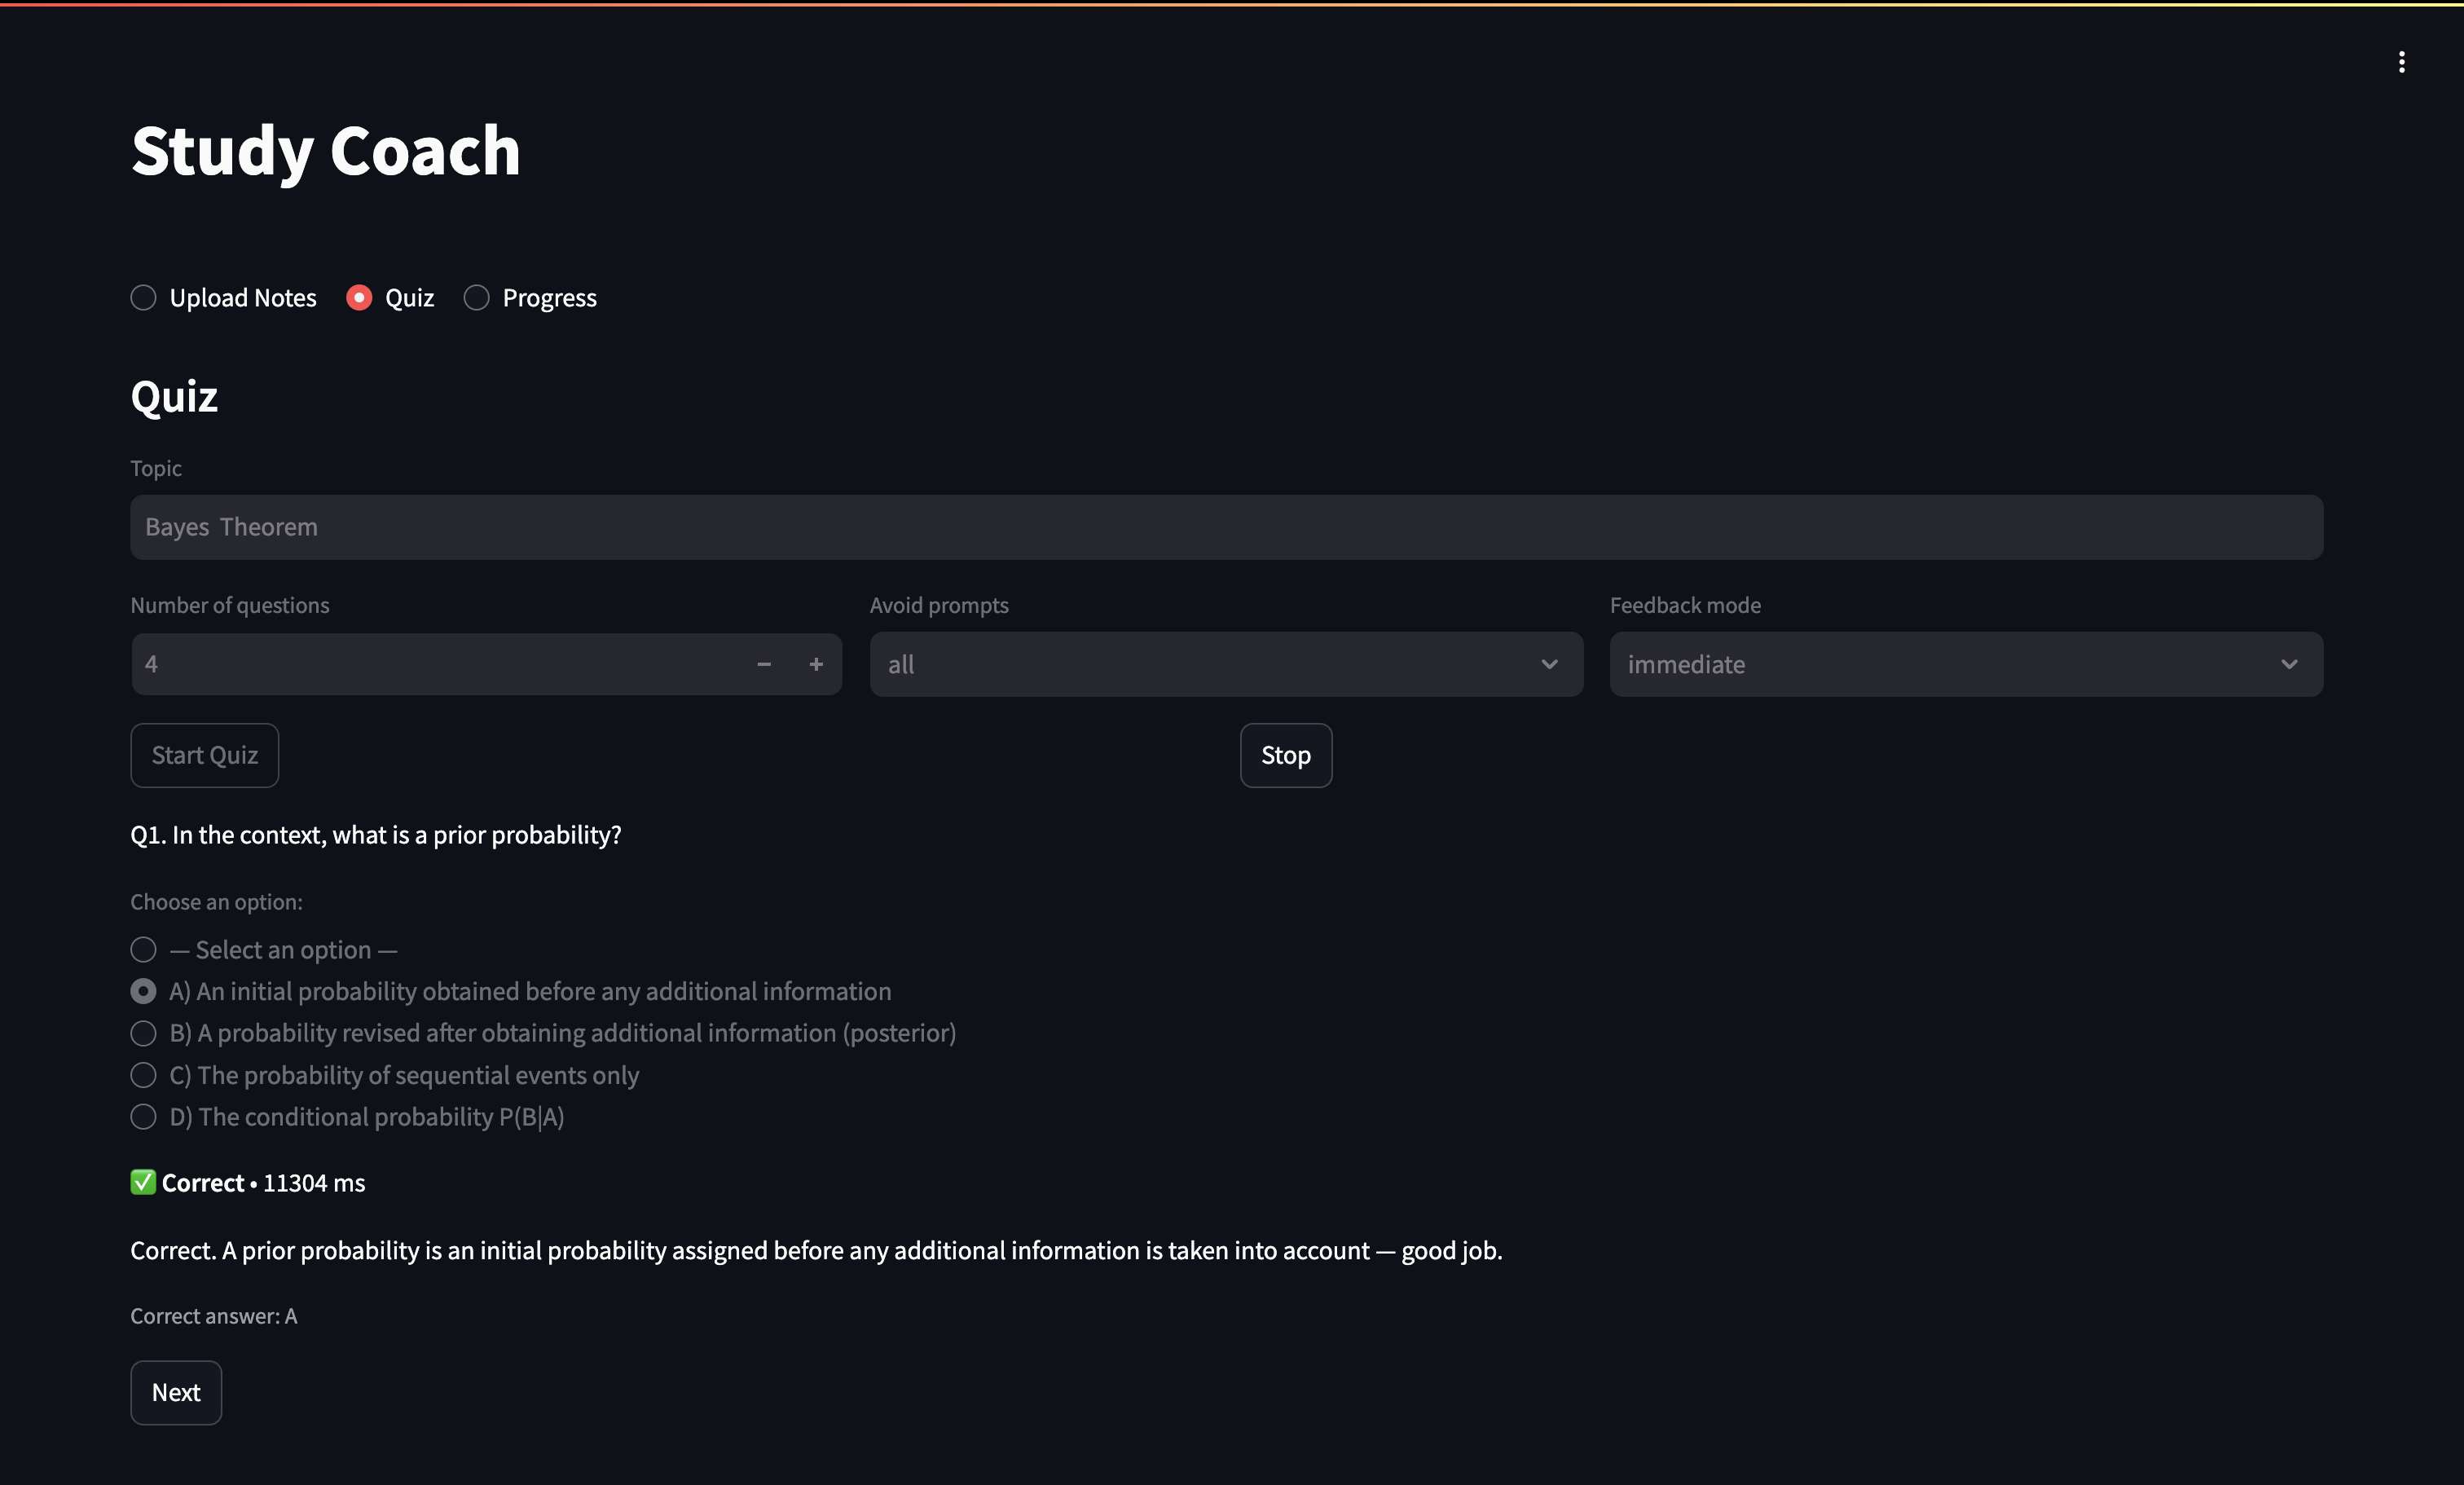 Study Coach
Upload Notes Quiz Progress
Quiz
Topic
Bayes  Theorem
Number of questions Avoid prompts Feedback mode
4 − + all immediate
Start Quiz Stop
Q1. In the context, what is a prior probability?
Choose an option:
— Select an option —
A) An initial probability obtained before any additional information
B) A probability revised after obtaining additional information (posterior)
C) The probability of sequential events only
D) The conditional probability P(B|A)
✅ Correct • 11304 ms
Correct. A prior probability is an initial probability assigned before any additional information is taken into account — good job.
Correct answer: A
Next